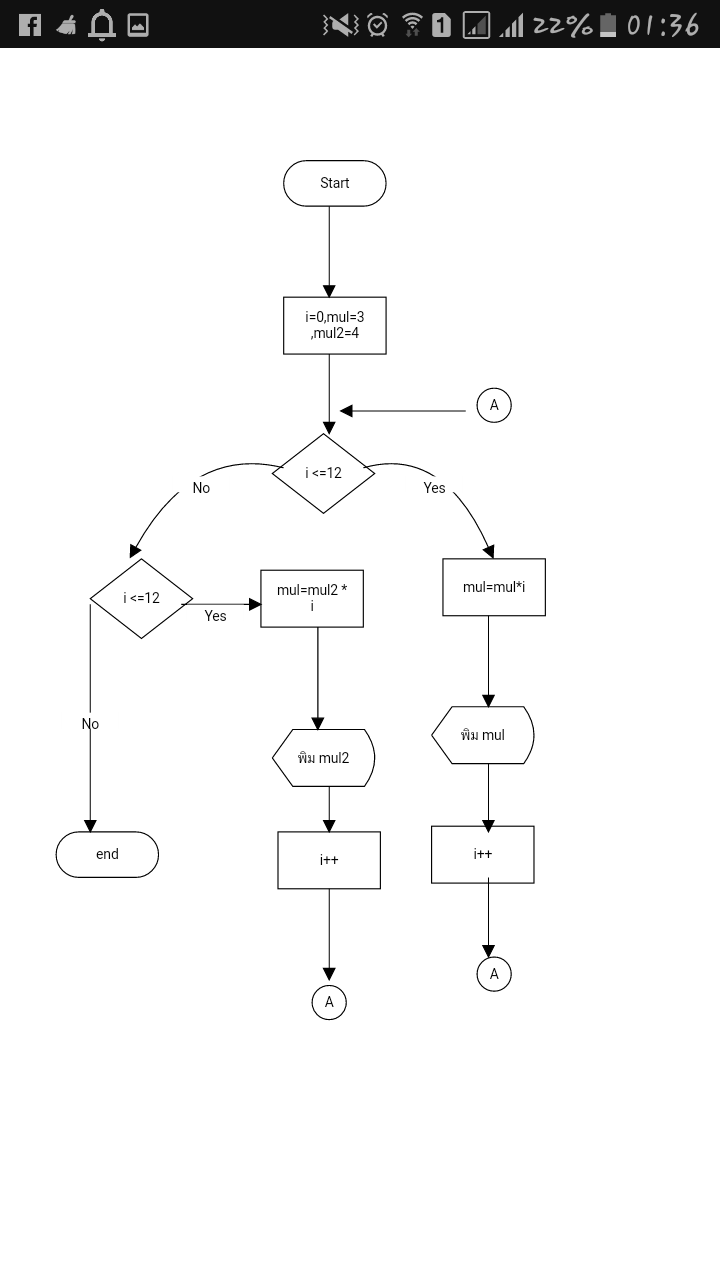 1
22%
01:36
Start
i=0,mul=3
,mul2=4
A
i <=12
No
Yes
i <=12
Yes
mul=mul2 *
i
mul=mul*i
No
พิม mul2
พิม mul
end
i++
i++
A
A